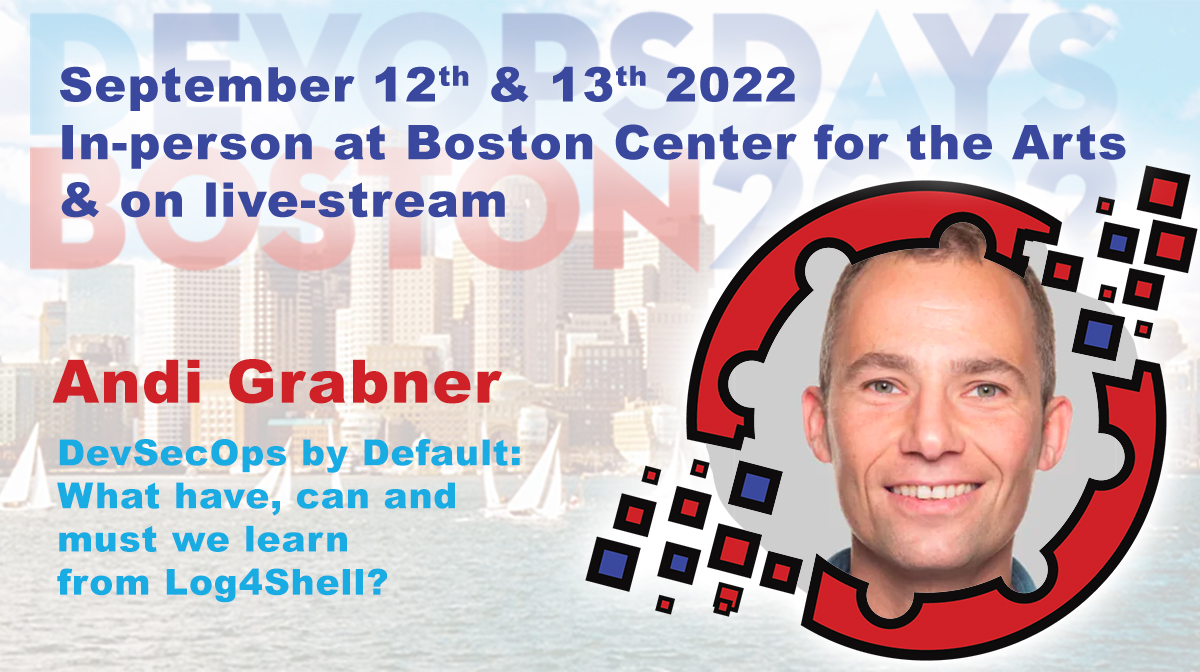 DEVOPSDAYS
BOSTON 2022
September 12th & 13th 2022
In-person at Boston Center for the Arts
& on live-stream
Andi Grabner
DevSecOps by Default:
What have, can and
must we learn
from Log4Shell?